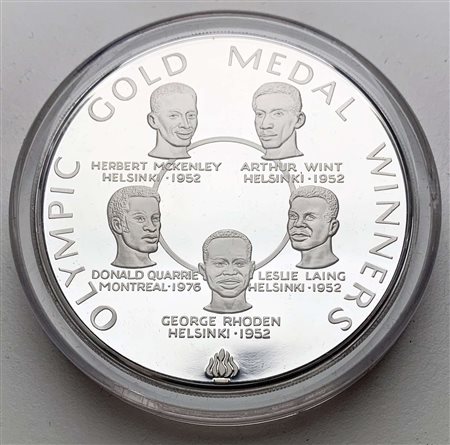 OLYMPIC GOLD MEDAL WINNERS
HERBERT MCKENLEY
HELSINKI · 1952
ARTHUR WINT
HELSINKI · 1952
DONALD QUARRIE
MONTREAL · 1976
LESLIE LAING
HELSINKI · 1952
GEORGE RHODEN
HELSINKI · 1952